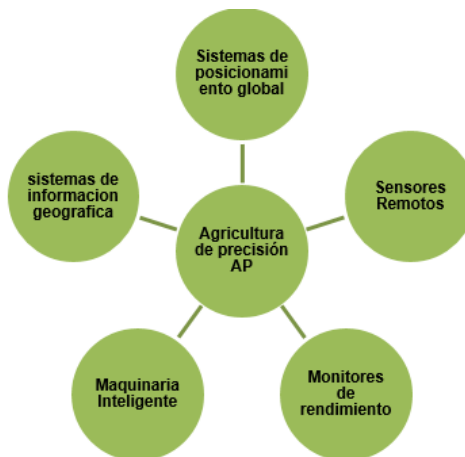 Sistemas de
posicionami
ento global
sistemas de
informacion
geografica
Sensores
Remotos
Agricultura
de precisión
AP
Maquinaria
Inteligente
Monitores
de
rendimiento